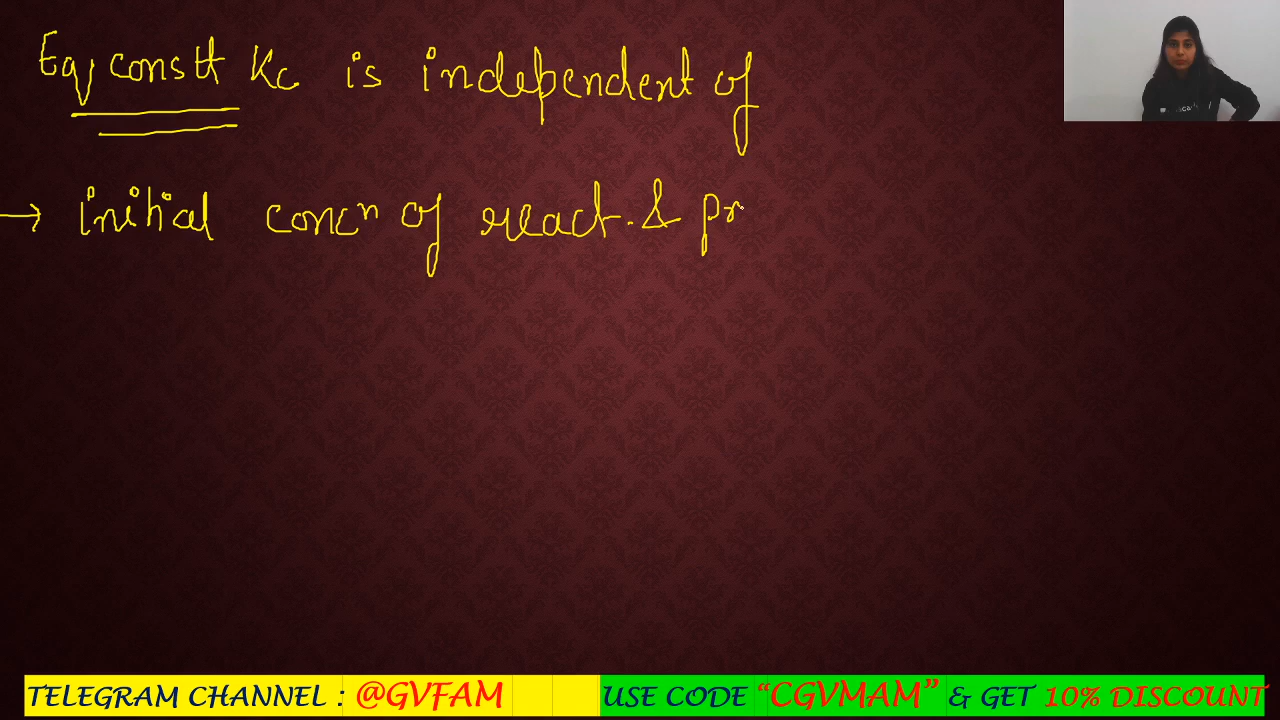 Eq constt Kc is independent of
→ initial concn of react. & pr
TELEGRAM CHANNEL : @GVFAM USE CODE “CGVMAM” & GET 10% DISCOUNT